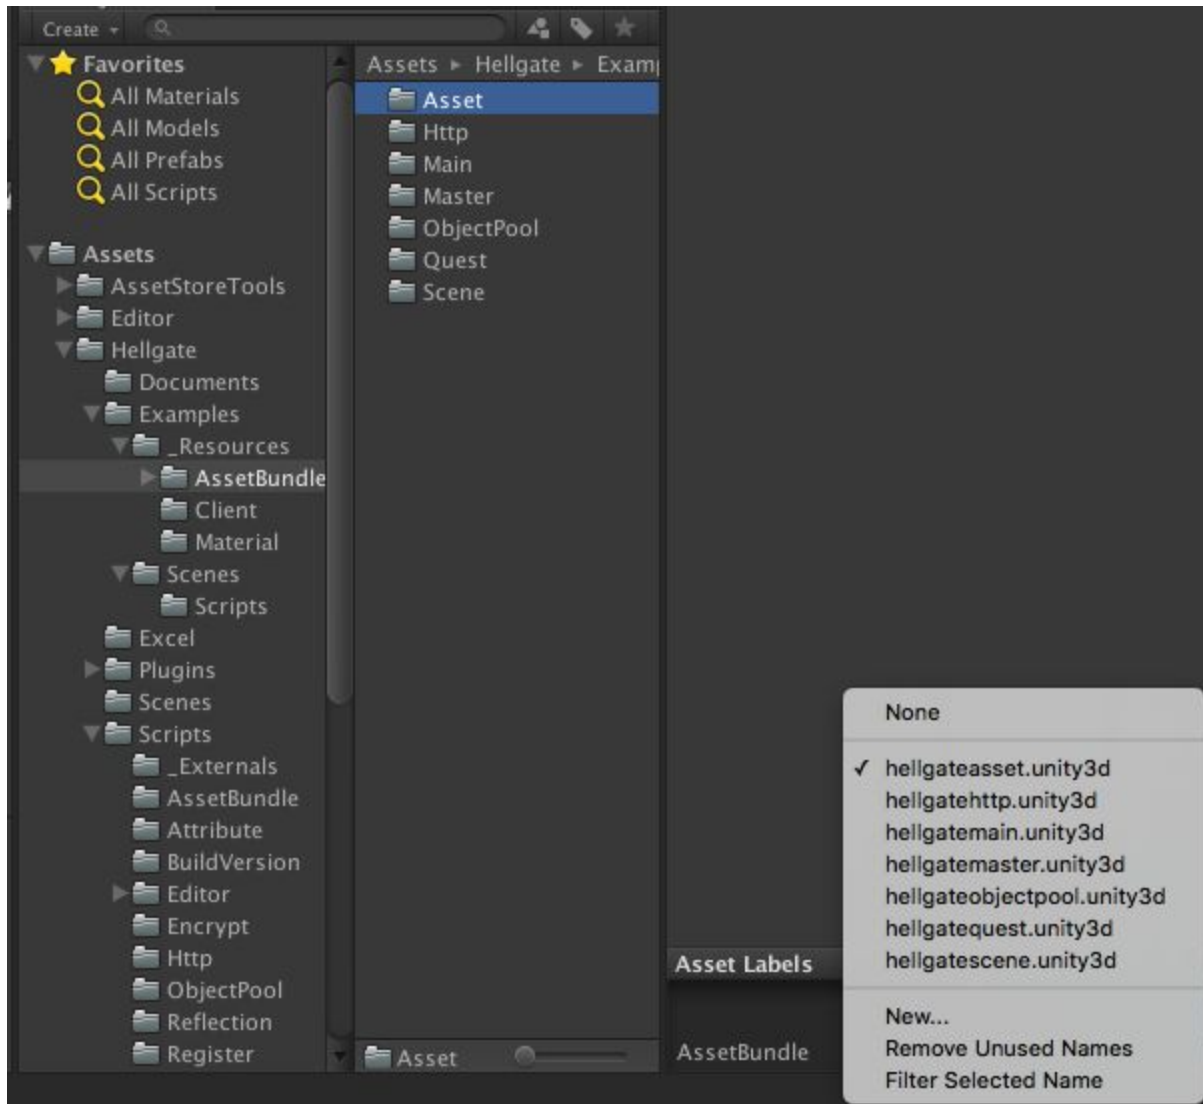 Create
Favorites
All Materials
All Models
All Prefabs
All Scripts
Assets
AssetStoreTools
Editor
Hellgate
Documents
Examples
_Resources
AssetBundle
Client
Material
Scenes
Scripts
Excel
Plugins
Scenes
Scripts
_Externals
AssetBundle
Attribute
BuildVersion
Editor
Encrypt
Http
ObjectPool
Reflection
Register
Assets ▸ Hellgate ▸ Exam
Asset
Http
Main
Master
ObjectPool
Quest
Scene
Asset
Asset Labels
AssetBundle
None
✓ hellgateasset.unity3d
hellgatehttp.unity3d
hellgatemain.unity3d
hellgatemaster.unity3d
hellgateobjectpool.unity3d
hellgatequest.unity3d
hellgatescene.unity3d
New...
Remove Unused Names
Filter Selected Name